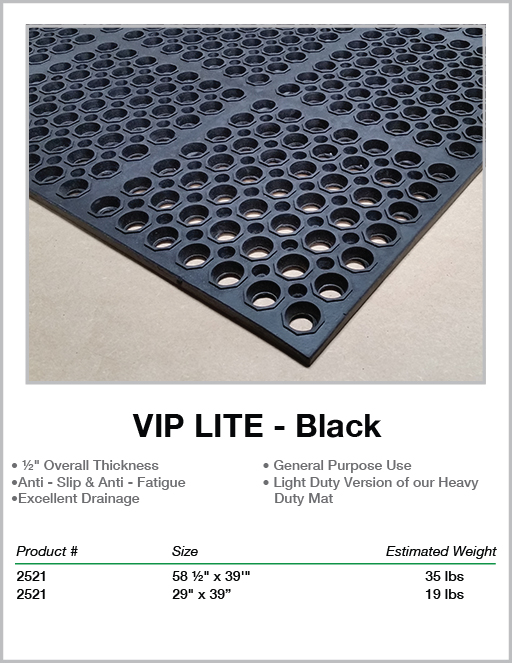 VIP LITE - Black
• ½" Overall Thickness
•Anti - Slip & Anti - Fatigue
•Excellent Drainage
• General Purpose Use
• Light Duty Version of our Heavy
Duty Mat
Product # Size Estimated Weight
2521 58 ½" x 39'" 35 lbs
2521 29" x 39” 19 lbs